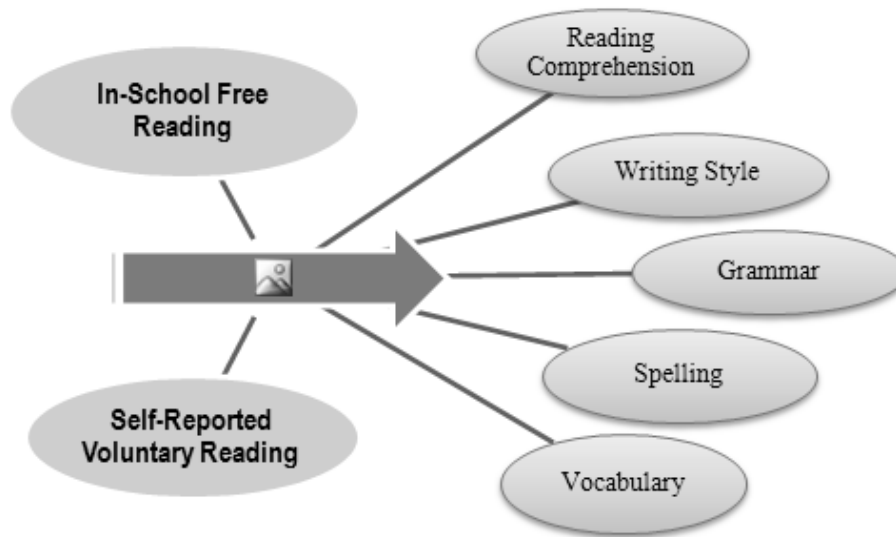 In-School Free
Reading
Self-Reported
Voluntary Reading
Reading
Comprehension
Writing Style
Grammar
Spelling
Vocabulary